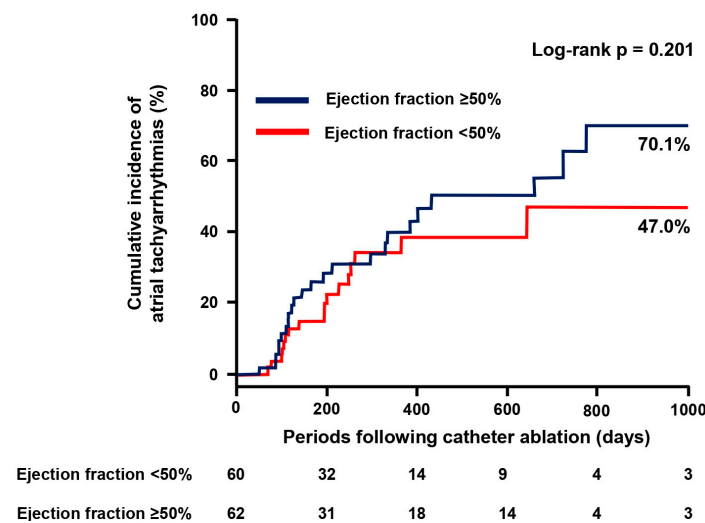 100
80
60
40
20
0
Cumulative incidence of
atrial tachyarrhythmias (%)
Log-rank p = 0.201
Ejection fraction ≥50%
Ejection fraction <50%
70.1%
47.0%
0 200 400 600 800 1000
Periods following catheter ablation (days)
Ejection fraction <50% 60 32 14 9 4 3
Ejection fraction ≥50% 62 31 18 14 4 3